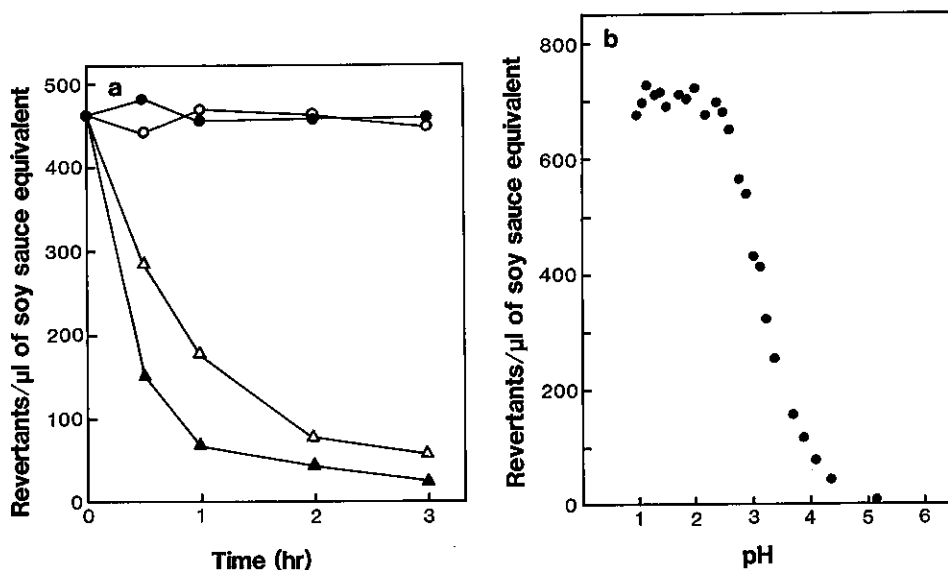 a
Revertants/µl of soy sauce equivalent
500
400
300
200
100
0
0 1 2 3
Time (hr)
b
Revertants/µl of soy sauce equivalent
800
600
400
200
0
1 2 3 4 5 6
pH